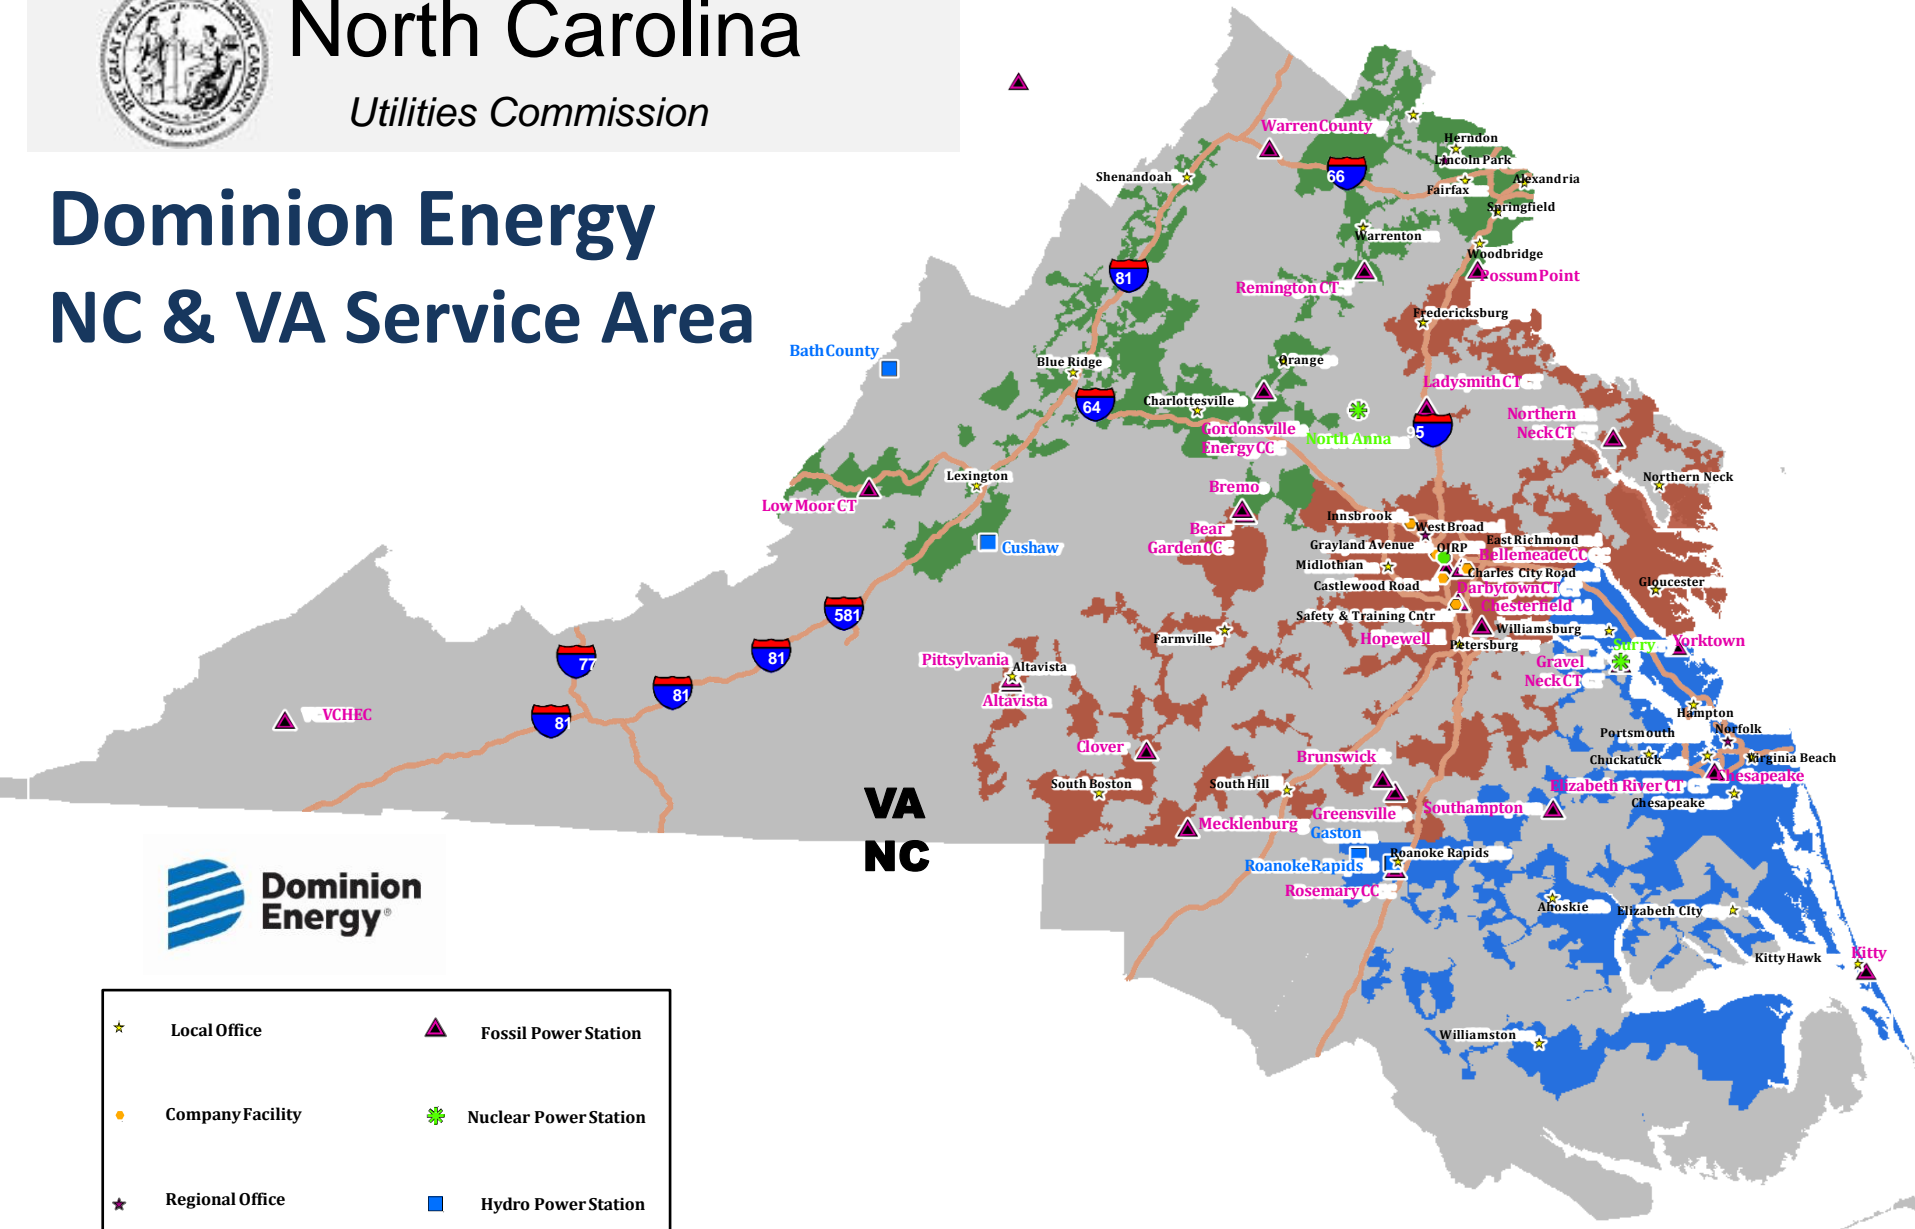 North Carolina
Utilities Commission
Dominion Energy
NC & VA Service Area
Warren County
Herndon
Lincoln Park
66
Shenandoah
Fairfax
Alexandria
Springfield
Warrenton
Woodbridge
81
Possum Point
Remington CT
Fredericksburg
Bath County
Blue Ridge
Orange
Ladysmith CT
64
Charlottesville
Northern
Neck CT
Gordonsville
Energy CC
North Anna
95
Lexington
Northern Neck
Low Moor CT
Bremo
Bear
Garden CC
Innsbrook
West Broad
Cushaw
Grayland Avenue
East Richmond
OJRP
Bellemeade CC
Midlothian
Charles City Road
Castlewood Road
Darbytown CT
Gloucester
Chesterfield
581
Safety & Training Cntr
Farmville
Hopewell
Williamsburg
Petersburg
Surry
Yorktown
77
81
Pittsylvania
Altavista
Gravel
Neck CT
81
Altavista
VCHEC
81
Hampton
Portsmouth
Norfolk
Clover
Brunswick
Chuckatuck
Virginia Beach
South Boston
South Hill
Elizabeth River CT
Chesapeake
VA
Greensville
Southampton
Chesapeake
Mecklenburg
Gaston
NC
Roanoke Rapids
Roanoke Rapids
Rosemary CC
Ahoskie
Elizabeth CIty
Kitty Hawk
Kitty
Williamston
Dominion
Energy®
Local Office
Fossil Power Station
Company Facility
Nuclear Power Station
Regional Office
Hydro Power Station